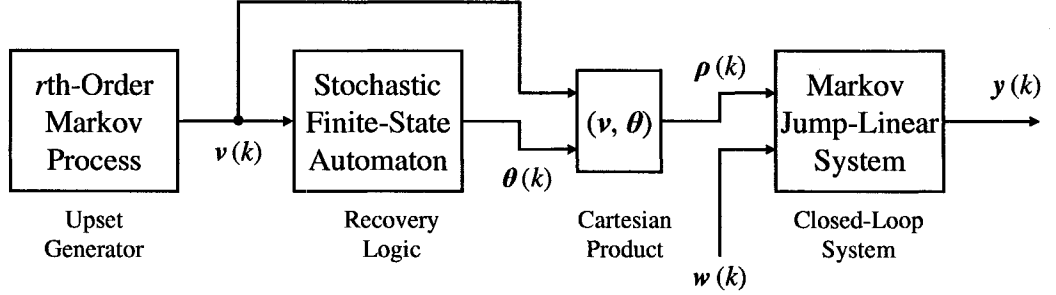 rth-Order
Markov
Process
ν(k)
Upset
Generator
Stochastic
Finite-State
Automaton
θ(k)
Recovery
Logic
(ν, θ)
Cartesian
Product
ρ(k)
w(k)
Markov
Jump-Linear
System
Closed-Loop
System
y(k)